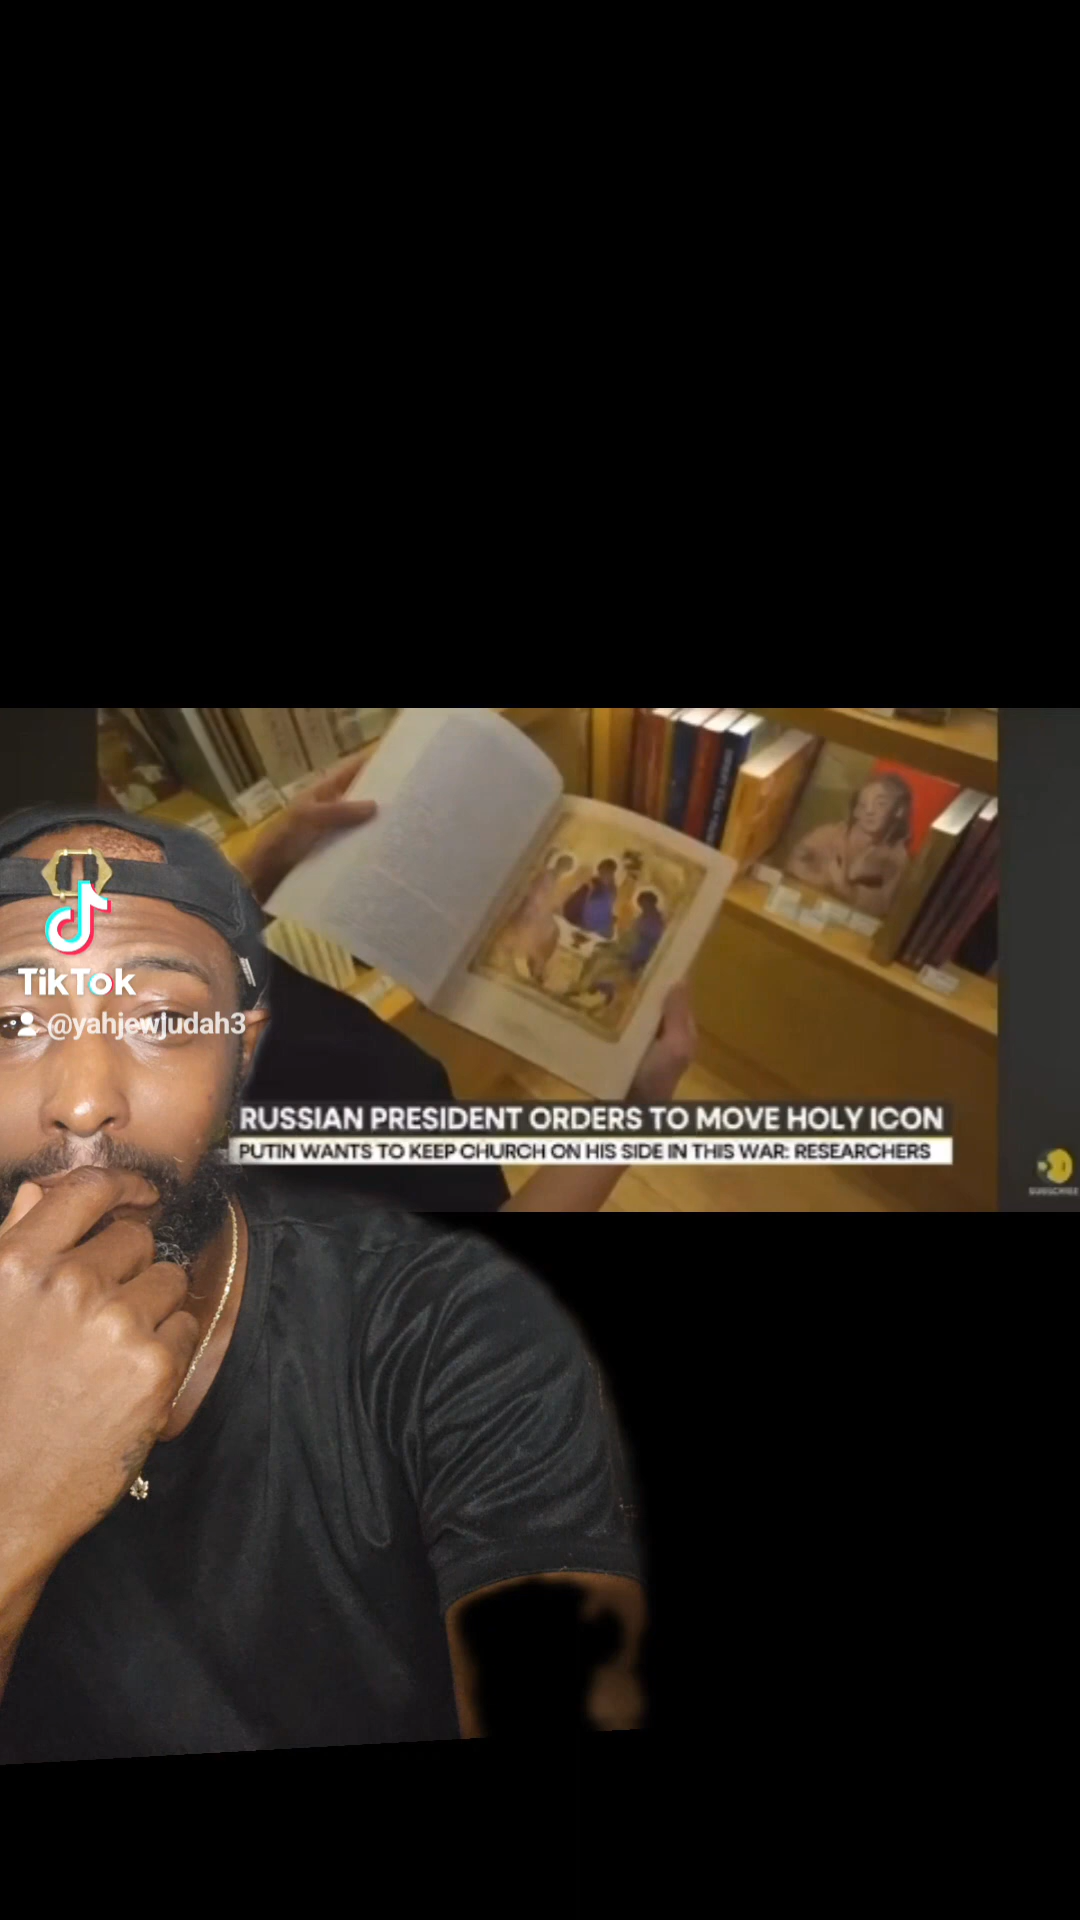 TikTok
@yahjewjudah3
RUSSIAN PRESIDENT ORDERS TO MOVE HOLY ICON
PUTIN WANTS TO KEEP CHURCH ON HIS SIDE IN THIS WAR: RESEARCHERS
SUBSCRIBE